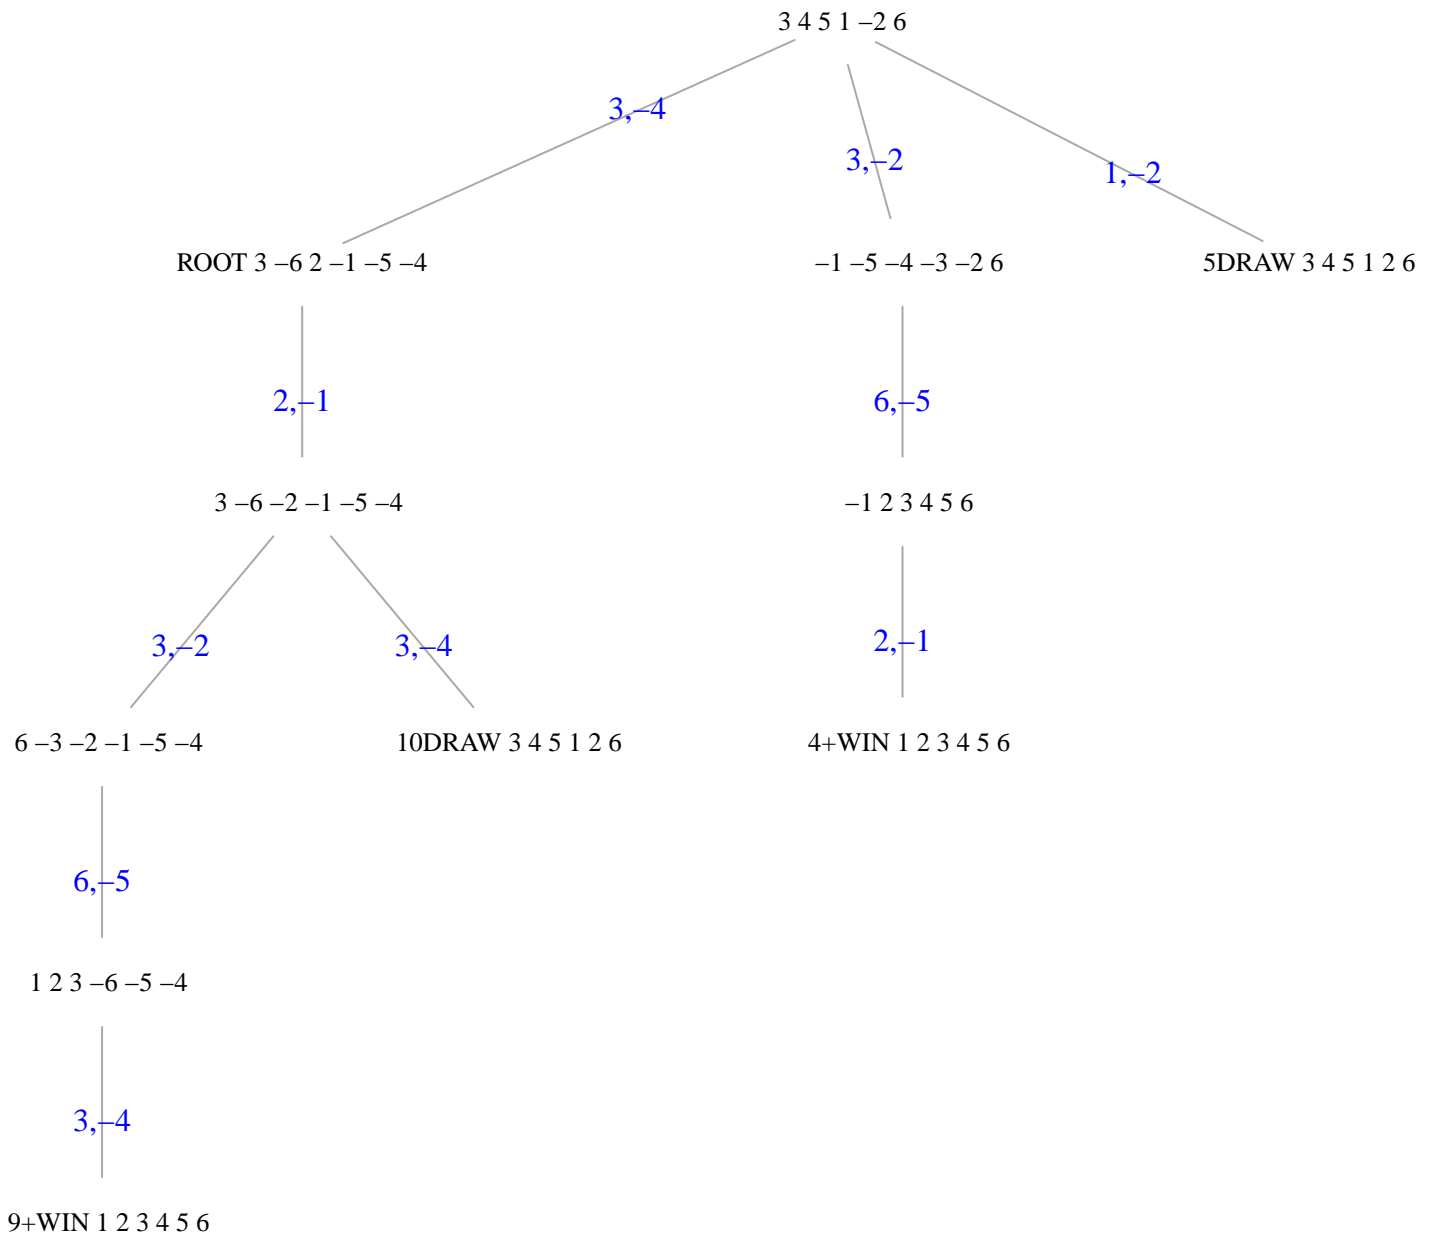 3 4 5 1 –2 6
3,–4
3,–2
1,–2
ROOT 3 –6 2 –1 –5 –4
–1 –5 –4 –3 –2 6
5DRAW 3 4 5 1 2 6
2,–1
6,–5
3 –6 –2 –1 –5 –4
–1 2 3 4 5 6
3,–2
3,–4
2,–1
6 –3 –2 –1 –5 –4
10DRAW 3 4 5 1 2 6
4+WIN 1 2 3 4 5 6
6,–5
1 2 3 –6 –5 –4
3,–4
9+WIN 1 2 3 4 5 6